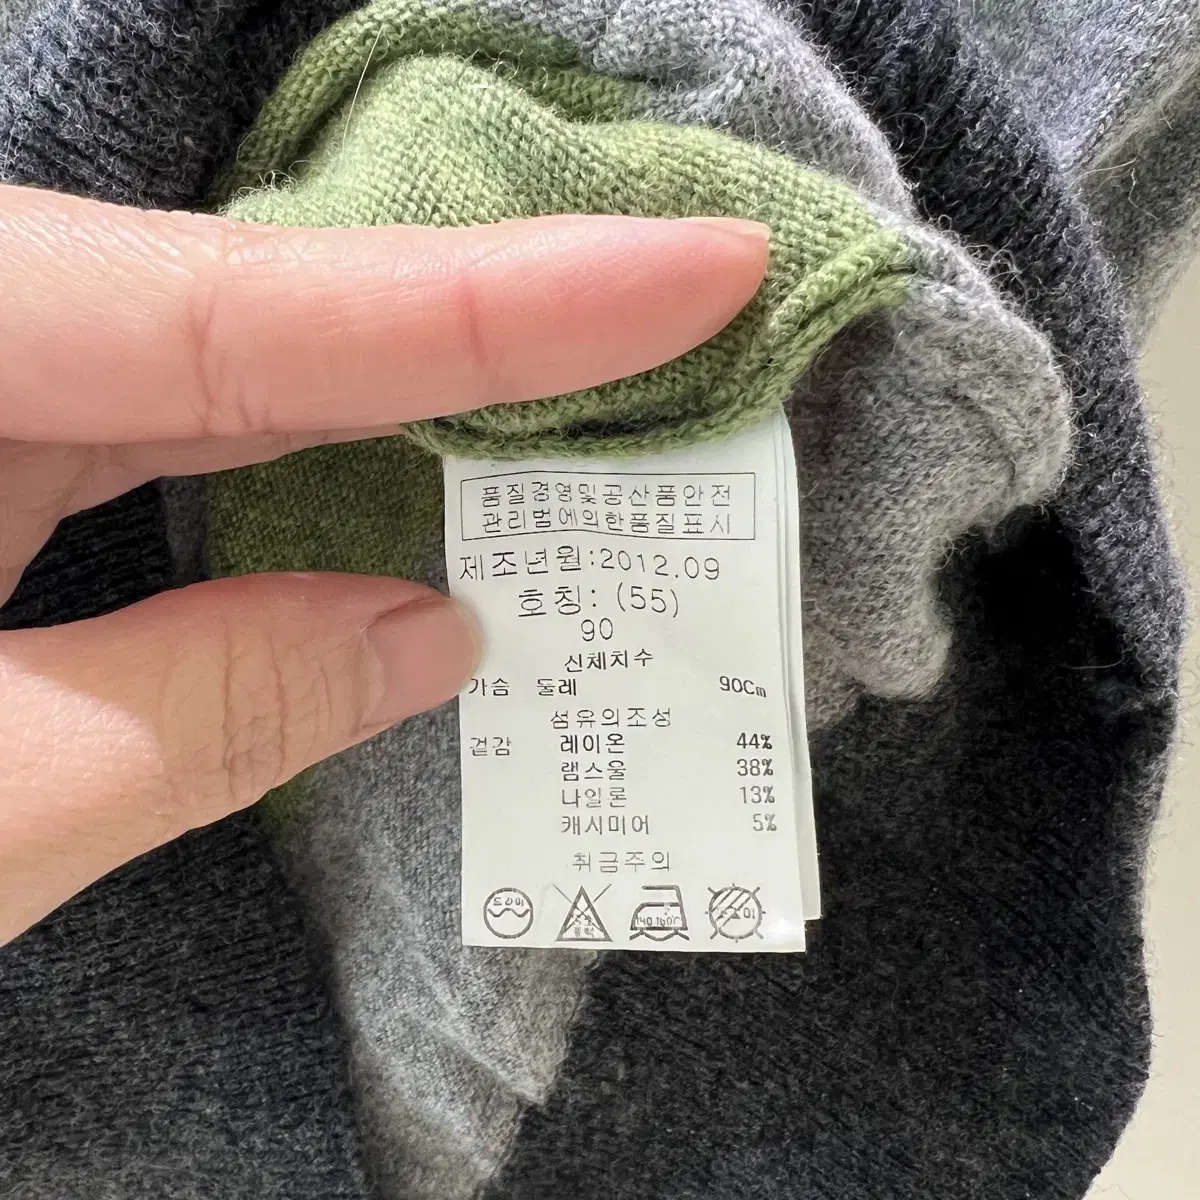 품질경영및공산품안전
관리법에의한품질표시
제조년월:2012.09
호칭: (55)
90
신체치수
가슴 둘레 90Cm
섬유의조성
겉감 레이온 44%
램스울 38%
나일론 13%
캐시미어 5%
취급주의
드라이